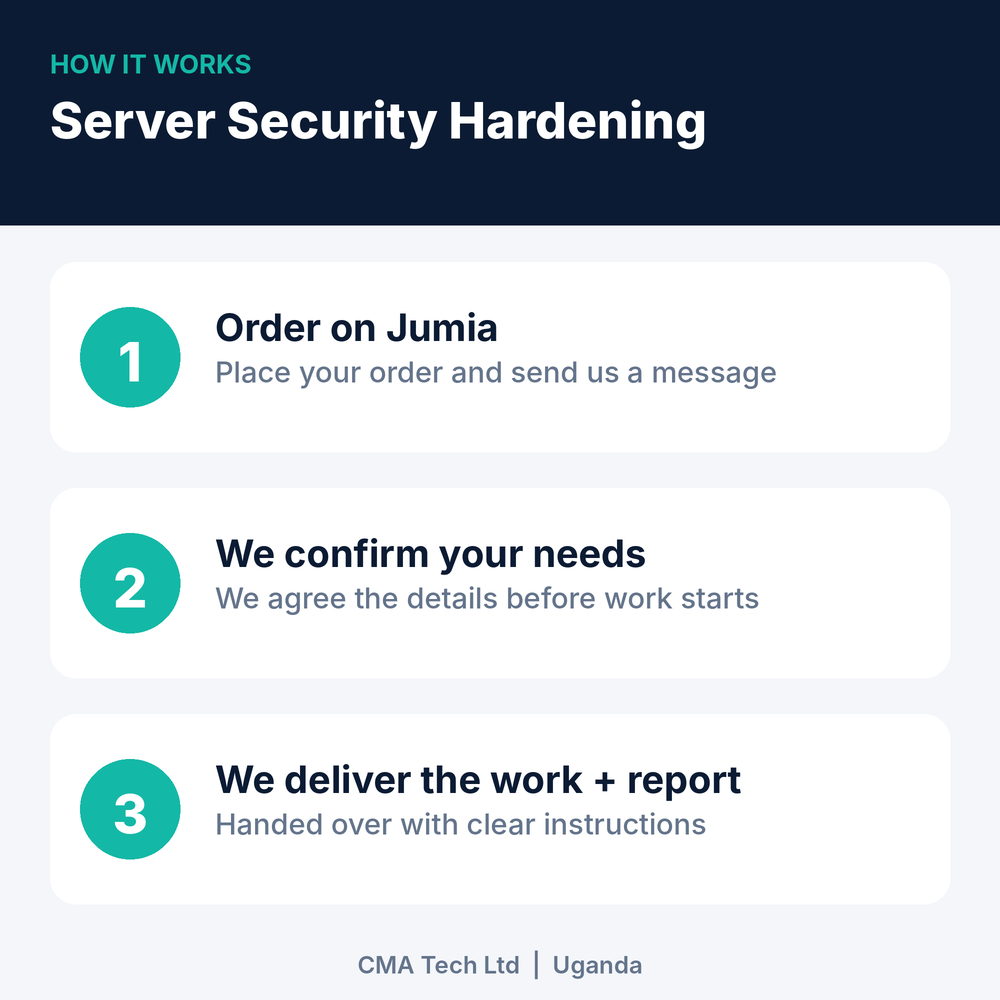 HOW IT WORKS
Server Security Hardening
1
Order on Jumia
Place your order and send us a message
2
We confirm your needs
We agree the details before work starts
3
We deliver the work + report
Handed over with clear instructions
CMA Tech Ltd | Uganda